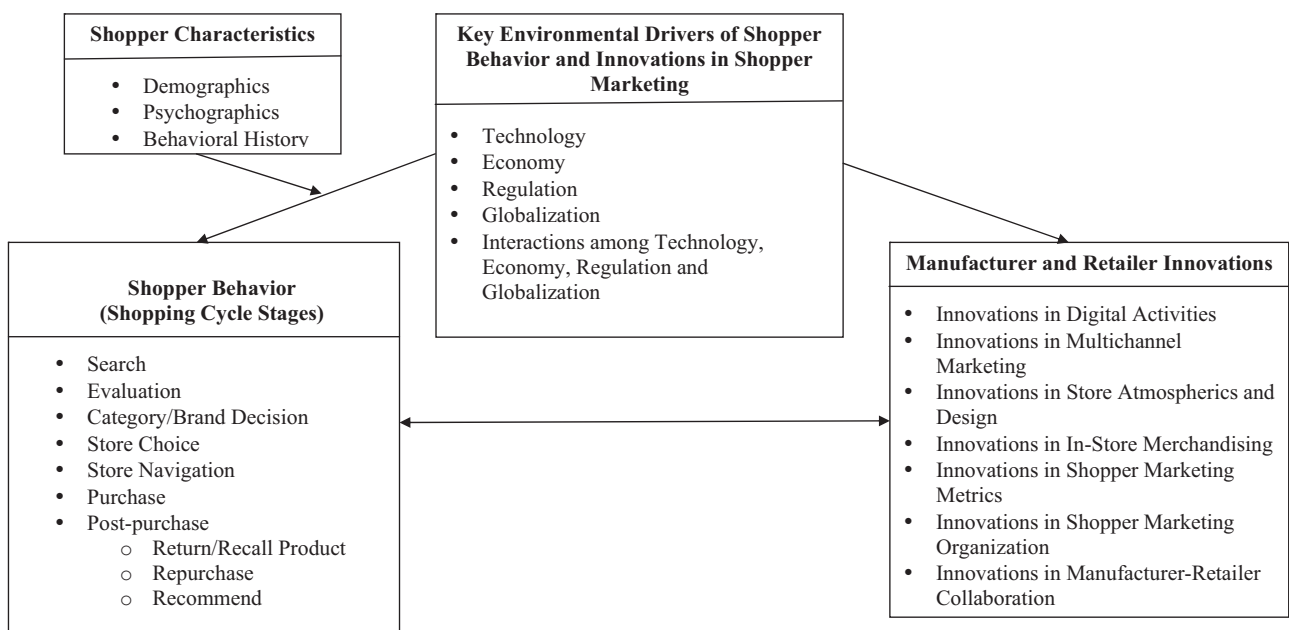 Shopper Characteristics
• Demographics
• Psychographics
• Behavioral History
Key Environmental Drivers of Shopper
Behavior and Innovations in Shopper
Marketing
• Technology
• Economy
• Regulation
• Globalization
• Interactions among Technology,
Economy, Regulation and
Globalization
Shopper Behavior
(Shopping Cycle Stages)
• Search
• Evaluation
• Category/Brand Decision
• Store Choice
• Store Navigation
• Purchase
• Post-purchase
o Return/Recall Product
o Repurchase
o Recommend
Manufacturer and Retailer Innovations
• Innovations in Digital Activities
• Innovations in Multichannel
Marketing
• Innovations in Store Atmospherics and
Design
• Innovations in In-Store Merchandising
• Innovations in Shopper Marketing
Metrics
• Innovations in Shopper Marketing
Organization
• Innovations in Manufacturer-Retailer
Collaboration